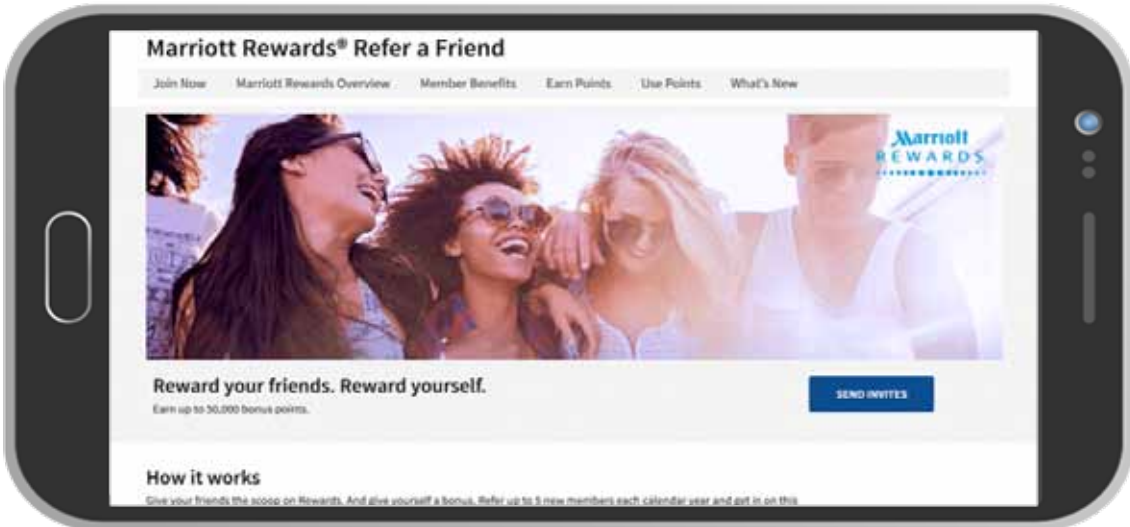 Marriott Rewards® Refer a Friend
Join Now Marriott Rewards Overview Member Benefits Earn Points Use Points What's New
Marriott
REWARDS
Reward your friends. Reward yourself.
Earn up to 50,000 bonus points.
SEND INVITES
How it works
Give your friends the scoop on Rewards. And give yourself a bonus. Refer up to 5 new members each calendar year and get in on this